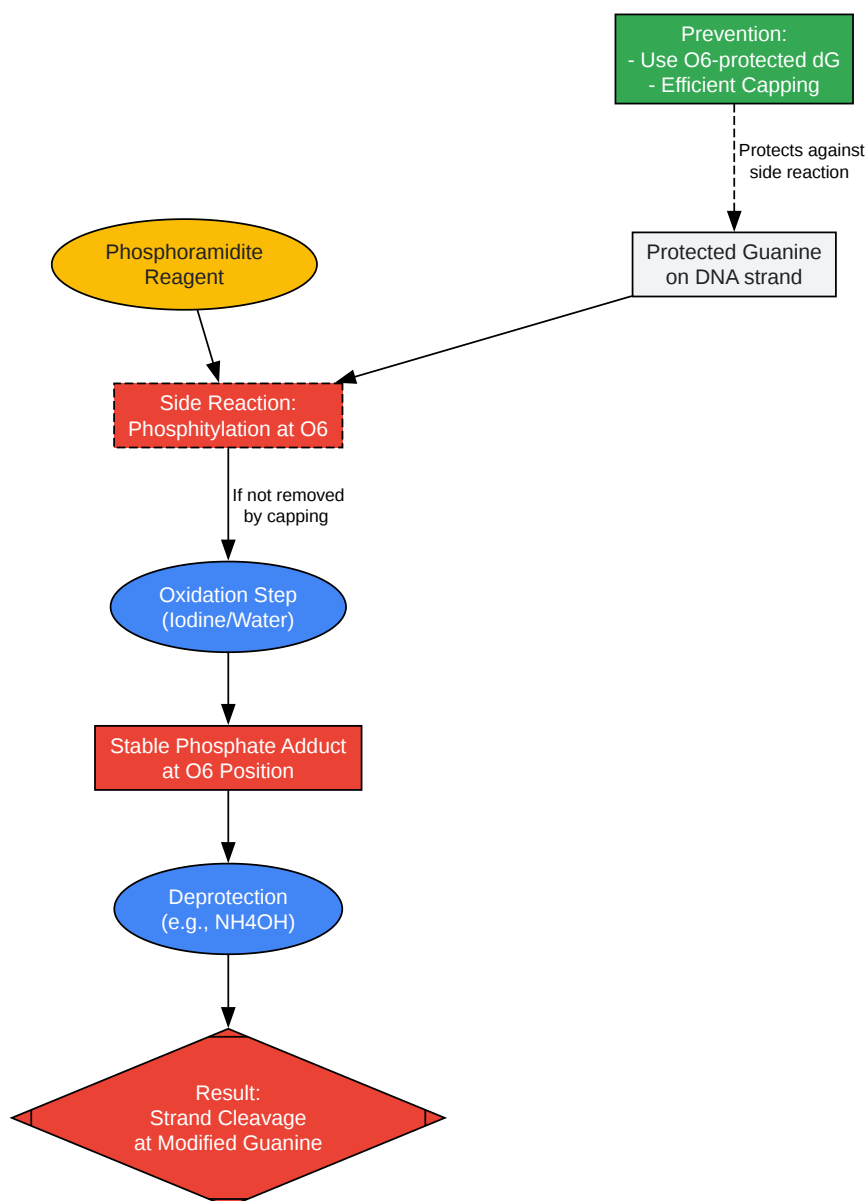 Prevention:
- Use O6-protected dG
- Efficient Capping
Protects against
side reaction
Phosphoramidite
Reagent
Protected Guanine
on DNA strand
Side Reaction:
Phosphitylation at O6
If not removed
by capping
Oxidation Step
(Iodine/Water)
Stable Phosphate Adduct
at O6 Position
Deprotection
(e.g., NH4OH)
Result:
Strand Cleavage
at Modified Guanine